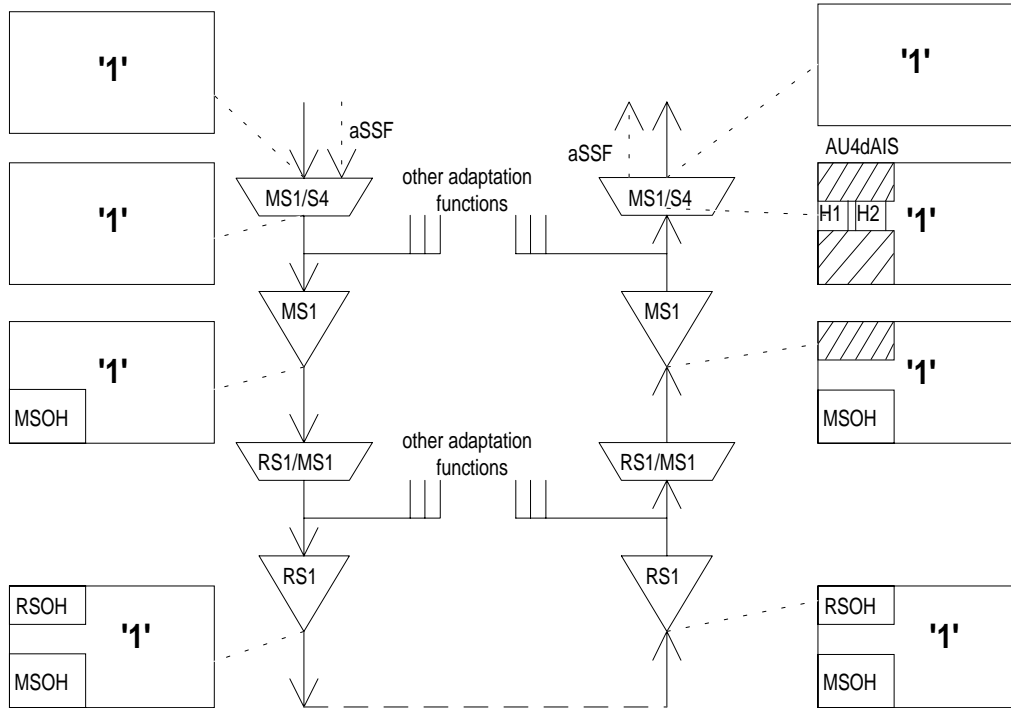 '1'
'1'
aSSF
aSSF
AU4dAIS
MS1/S4
other adaptation
functions
MS1/S4
'1'
H1
H2
'1'
MS1
MS1
'1'
MSOH
'1'
MSOH
RS1/MS1
other adaptation
functions
RS1/MS1
RS1
RS1
RSOH
'1'
MSOH
RSOH
'1'
MSOH